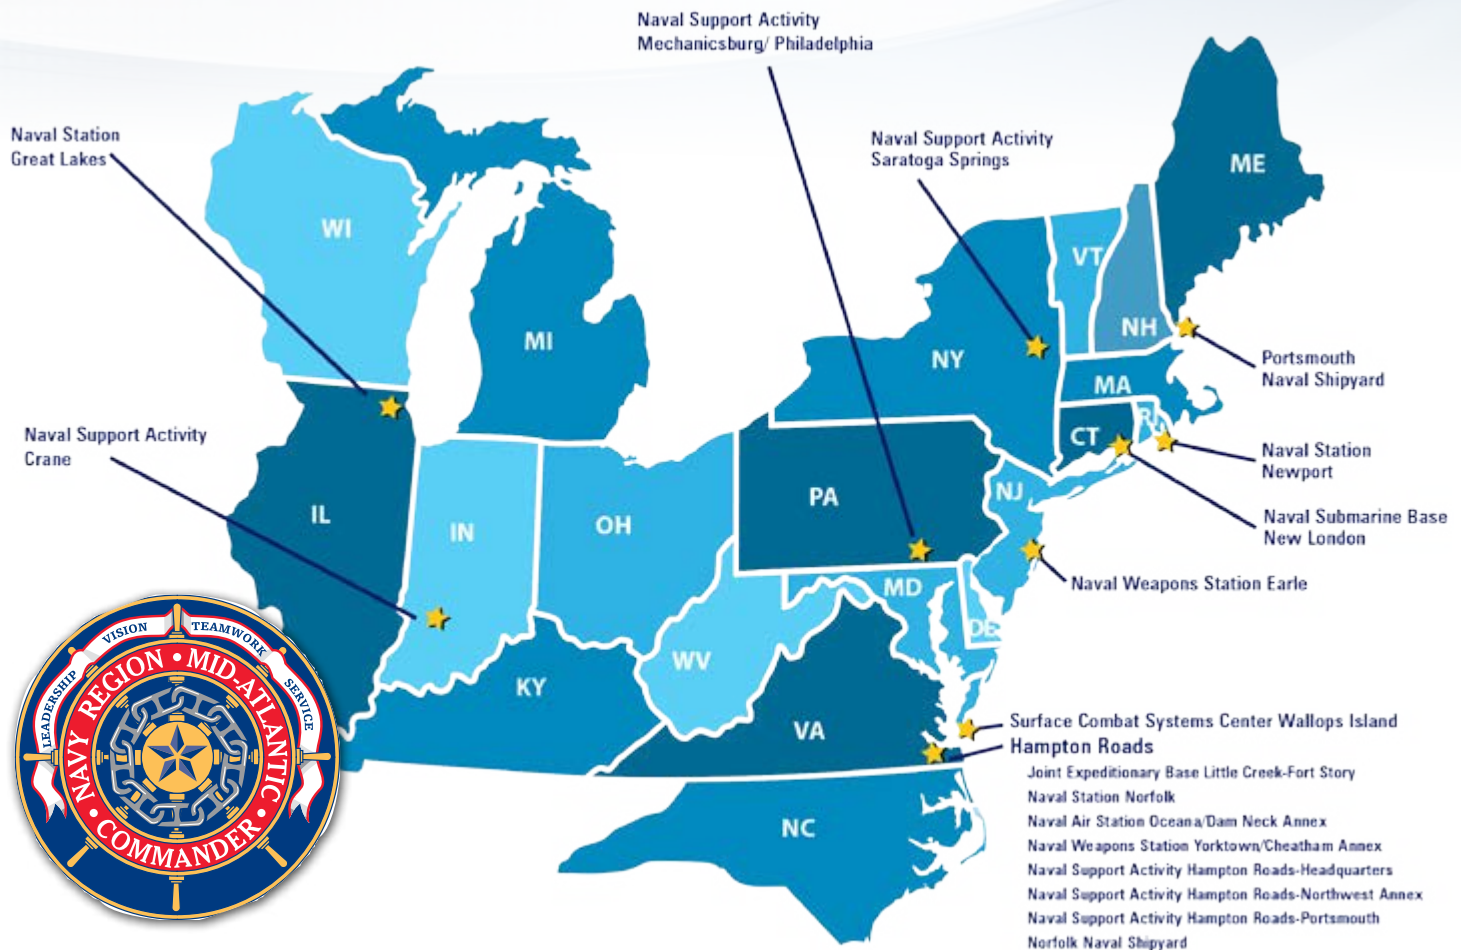 Naval Support Activity
Mechanicsburg/ Philadelphia
Naval Station
Great Lakes
Naval Support Activity
Saratoga Springs
ME
WI
VT
NH
MI
NY
Portsmouth
Naval Shipyard
MA
RI
CT
Naval Support Activity
Crane
Naval Station
Newport
PA
NJ
IL
IN
OH
Naval Submarine Base
New London
Naval Weapons Station Earle
MD
DE
WV
KY
VA
Surface Combat Systems Center Wallops Island
Hampton Roads
Joint Expeditionary Base Little Creek-Fort Story
Naval Station Norfolk
Naval Air Station Oceana/Dam Neck Annex
Naval Weapons Station Yorktown/Cheatham Annex
Naval Support Activity Hampton Roads-Headquarters
Naval Support Activity Hampton Roads-Northwest Annex
Naval Support Activity Hampton Roads-Portsmouth
Norfolk Naval Shipyard
NC
LEADERSHIP
VISION
TEAMWORK
SERVICE
NAVY REGION • MID-ATLANTIC
• COMMANDER •